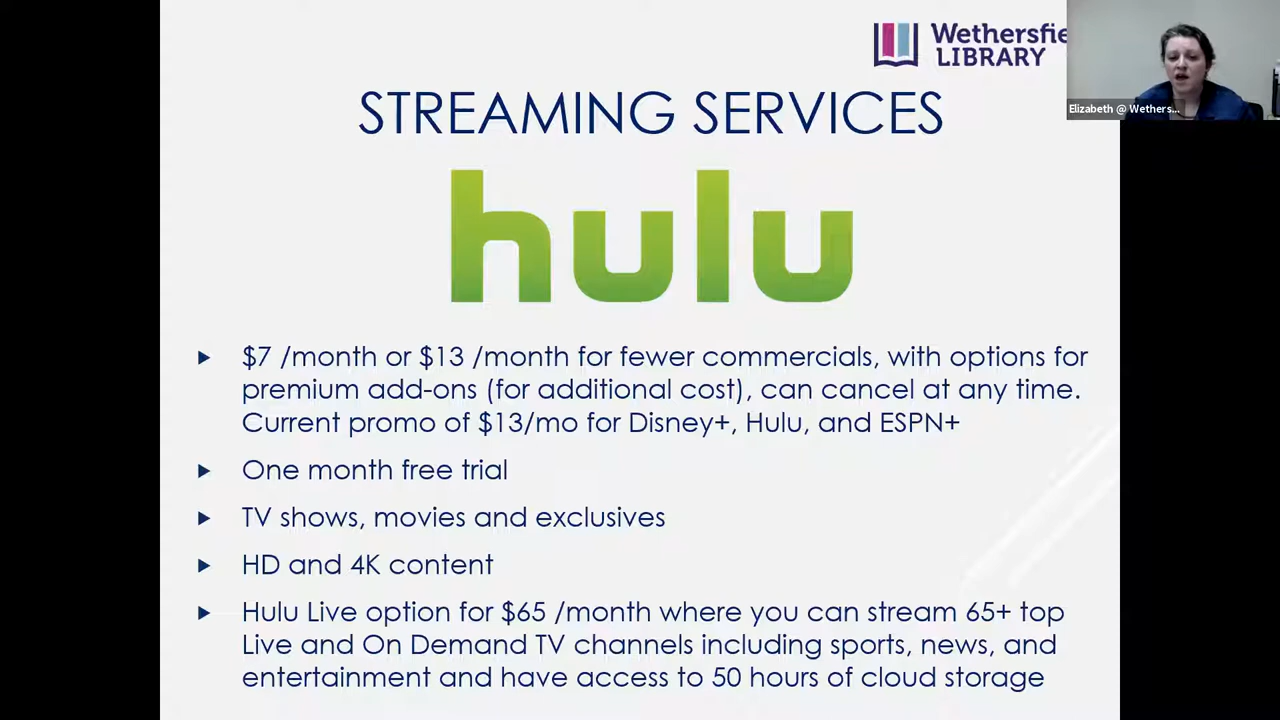 Wethersfie
LIBRARY
Elizabeth @ Wethers...
STREAMING SERVICES
hulu
$7 /month or $13 /month for fewer commercials, with options for
premium add-ons (for additional cost), can cancel at any time.
Current promo of $13/mo for Disney+, Hulu, and ESPN+
One month free trial
TV shows, movies and exclusives
HD and 4K content
Hulu Live option for $65 /month where you can stream 65+ top
Live and On Demand TV channels including sports, news, and
entertainment and have access to 50 hours of cloud storage